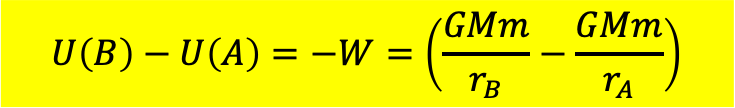 U(B) − U(A) = −W = (GMm/r_B − GMm/r_A)